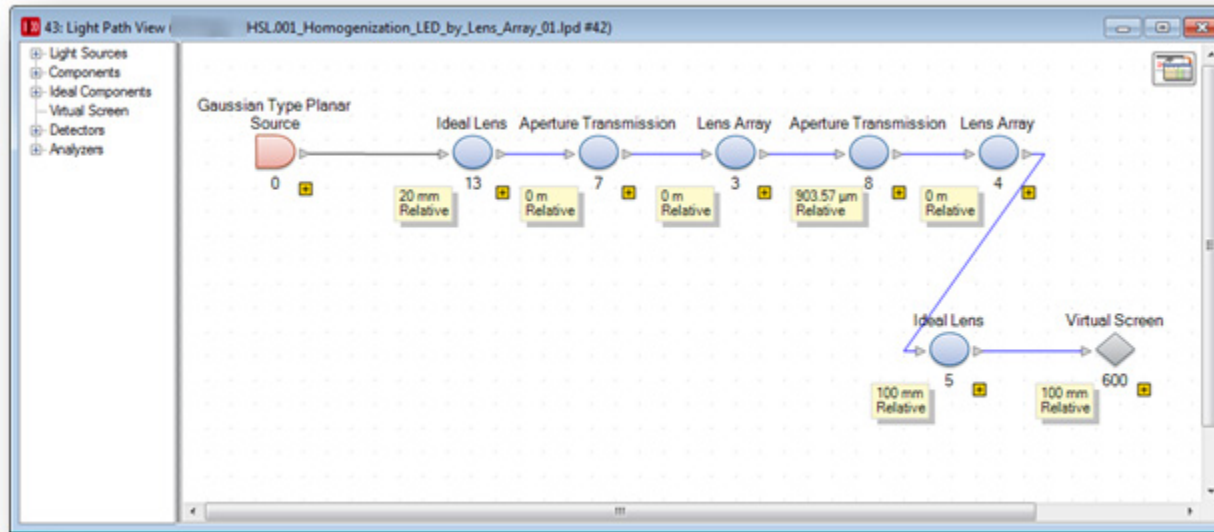 43: Light Path View ( HSL.001_Homogenization_LED_by_Lens_Array_01.lpd #42)
Light Sources
Components
Ideal Components
Virtual Screen
Detectors
Analyzers
Gaussian Type Planar
Source
Ideal Lens
Aperture Transmission
Lens Array
Aperture Transmission
Lens Array
0
13
7
3
8
4
20 mm
Relative
0 m
Relative
0 m
Relative
903.57 µm
Relative
0 m
Relative
Ideal Lens
Virtual Screen
5
600
100 mm
Relative
100 mm
Relative